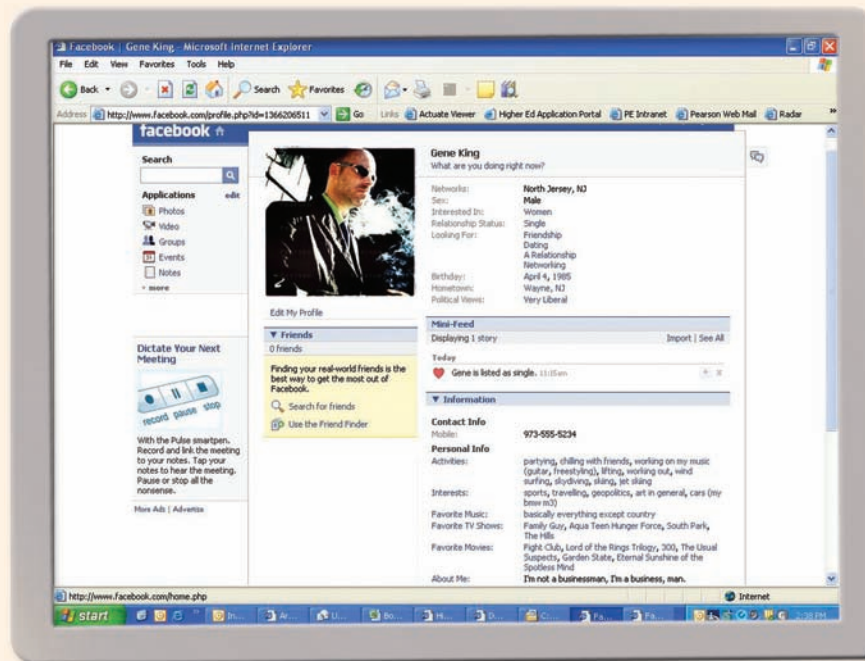 Facebook | Gene King - Microsoft Internet Explorer
File Edit View Favorites Tools Help
Back Search Favorites
Address http://www.facebook.com/profile.php?id=1366206511 Go Links Actuate Viewer Higher Ed Application Portal PE Intranet Pearson Web Mail Radar »
facebook
Search
Applications edit
Photos
Video
Groups
Events
Notes
more
Dictate Your Next
Meeting
record pause stop
With the Pulse smartpen.
Record and link the meeting
to your notes. Tap your
notes to hear the meeting.
Pause or stop all the
nonsense.
More Ads | Advertise
Edit My Profile
Friends
0 friends
Finding your real-world friends is the
best way to get the most out of
Facebook.
Search for friends
Use the Friend Finder
Gene King
What are you doing right now?
Networks: North Jersey, NJ
Sex: Male
Interested In: Women
Relationship Status: Single
Looking For: Friendship
Dating
A Relationship
Networking
Birthday: April 4, 1985
Hometown: Wayne, NJ
Political Views: Very Liberal
Mini-Feed
Displaying 1 story Import | See All
Today
Gene is listed as single. 11:15am
Information
Contact Info
Mobile: 973-555-5234
Personal Info
Activities: partying, chilling with friends, working on my music
(guitar, freestyling), lifting, working out, wind
surfing, skydiving, skiing, jet skiing
Interests: sports, travelling, geopolitics, art in general, cars (my
bmw m3)
Favorite Music: basically everything except country
Favorite TV Shows: Family Guy, Aqua Teen Hunger Force, South Park,
The Hills
Favorite Movies: Fight Club, Lord of the Rings Trilogy, 300, The Usual
Suspects, Garden State, Eternal Sunshine of the
Spotless Mind
About Me: I'm not a businessman, I'm a business, man.
http://www.facebook.com/home.php Internet
start In... Ar... U... Bo... Hi... D... C... Fa... Fa... 2:38 PM